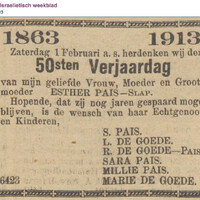 sraelietisch weekblad
1863 1913
Zaterdag 1 Februari a. s. herdenken wij den
50sten Verjaardag
van mijn geliefde Vrouw, Moeder en Groot-
moeder ESTHER PAIS—SLAP.
Hopende, dat zij nog jaren gespaard moge
blijven, is de wensch van haar Echtgenoot
en Kinderen,
S. PAIS.
L. DE GOEDE.
R. DE GOEDE—PAIS
SARA PAIS.
MILLIE PAIS.
6423 MARIE DE GOEDE.